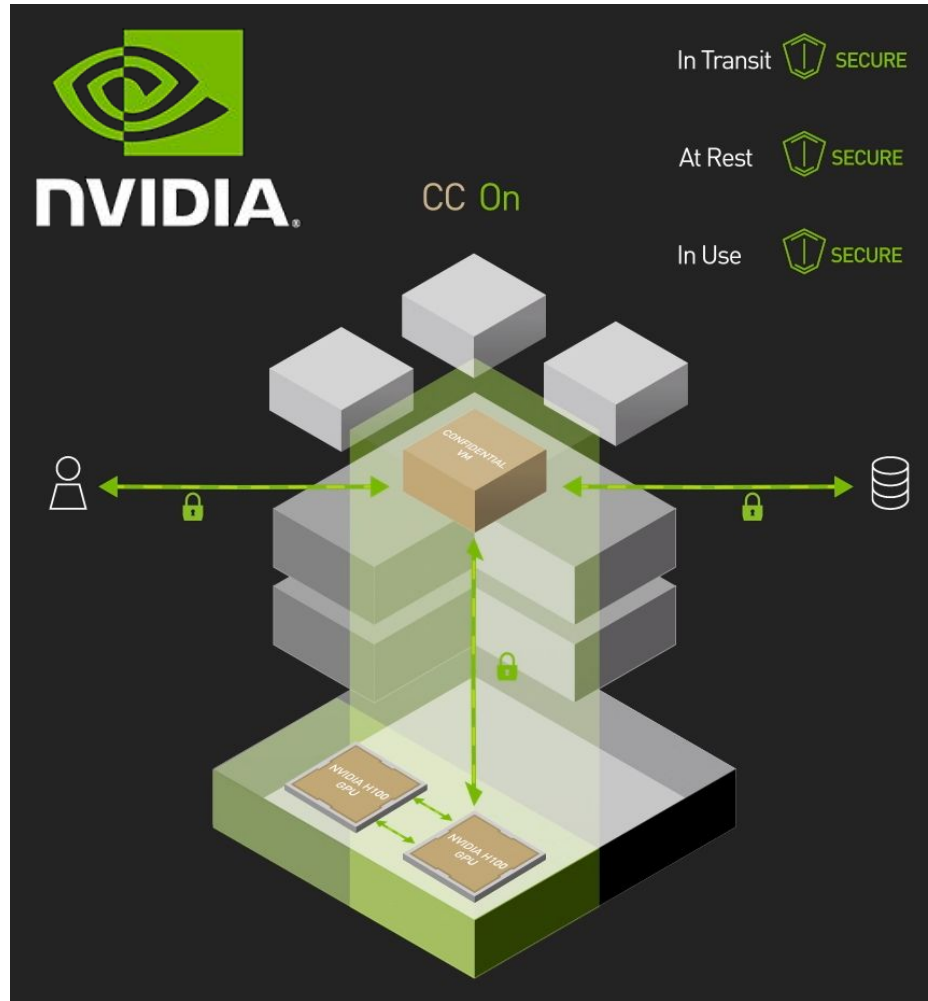 nVIDIA.
In Transit SECURE
At Rest SECURE
CC On
In Use SECURE
CONFIDENTIAL
VM
NVIDIA H100
GPU
NVIDIA H100
GPU